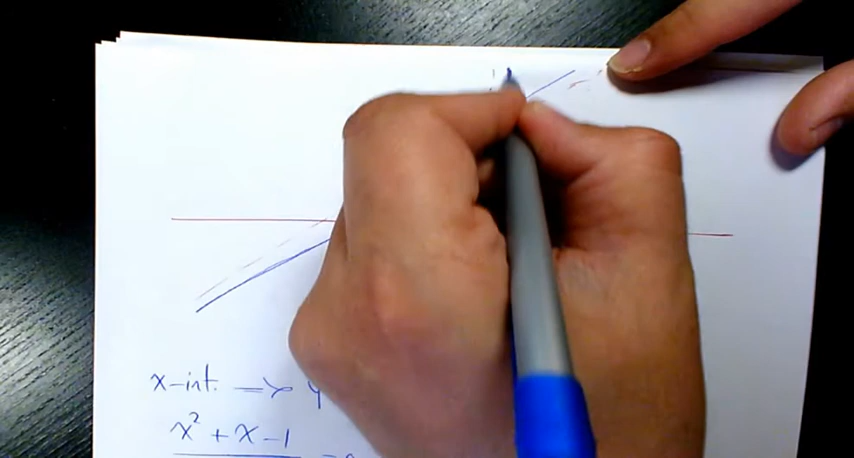 x-int. => y
x² + x - 1